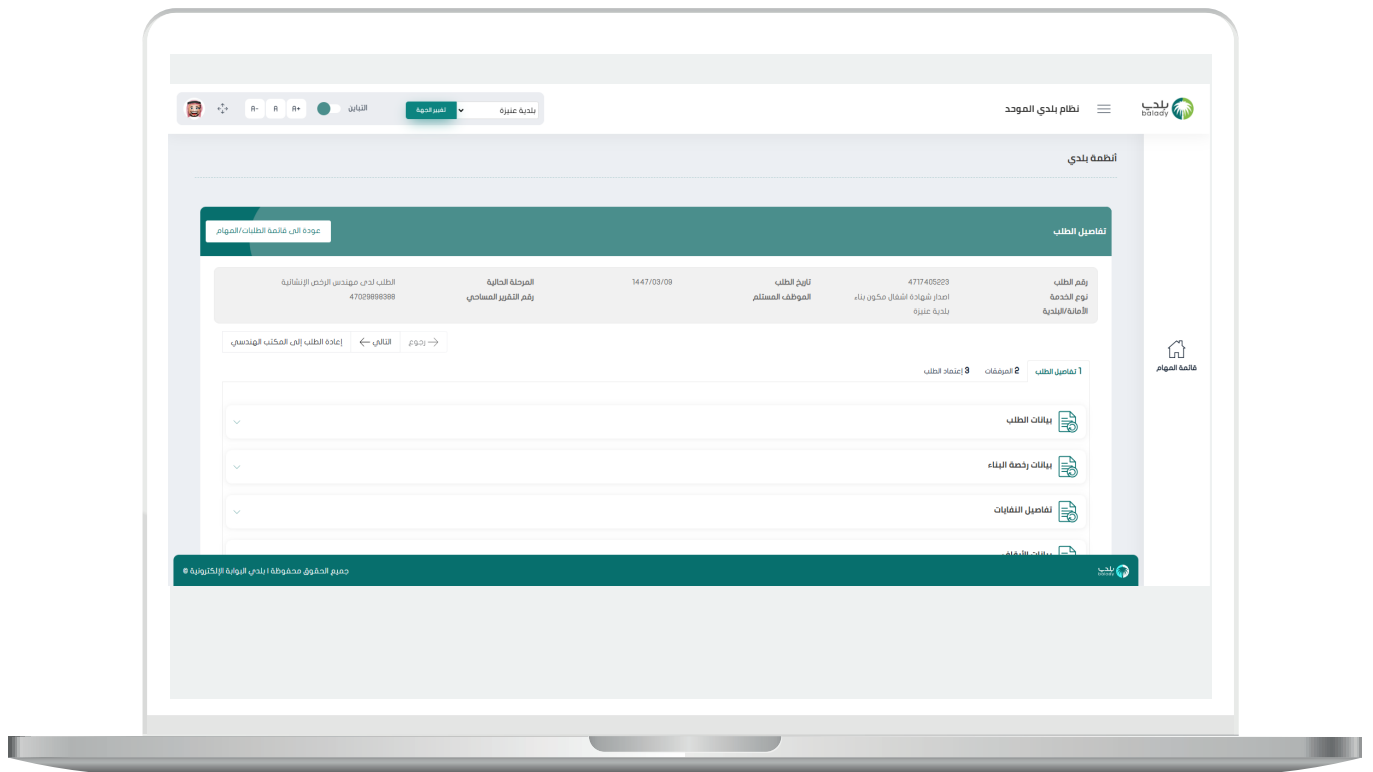 بلدي
balady
نظام بلدي الموحد
بلدية عنيزة
تغيير الجهة
التباين
A+
A
A-
أنظمة بلدي
قائمة المهام
تفاصيل الطلب
عودة الى قائمة الطلبات/المهام
رقم الطلب 4717405223 تاريخ الطلب 1447/03/09 المرحلة الحالية الطلب لدى مهندس الرخص الإنشائية
نوع الخدمة اصدار شهادة اشغال مكون بناء الموظف المستلم رقم التقرير المساحي 47029898388
الأمانة/البلدية بلدية عنيزة
رجوع التالي إعادة الطلب إلى المكتب الهندسي
1 تفاصيل الطلب 2 المرفقات 3 إعتماد الطلب
بيانات الطلب
بيانات رخصة البناء
تفاصيل النفايات
بلدي
balady
جميع الحقوق محفوظة | بلدي البوابة الإلكترونية ©